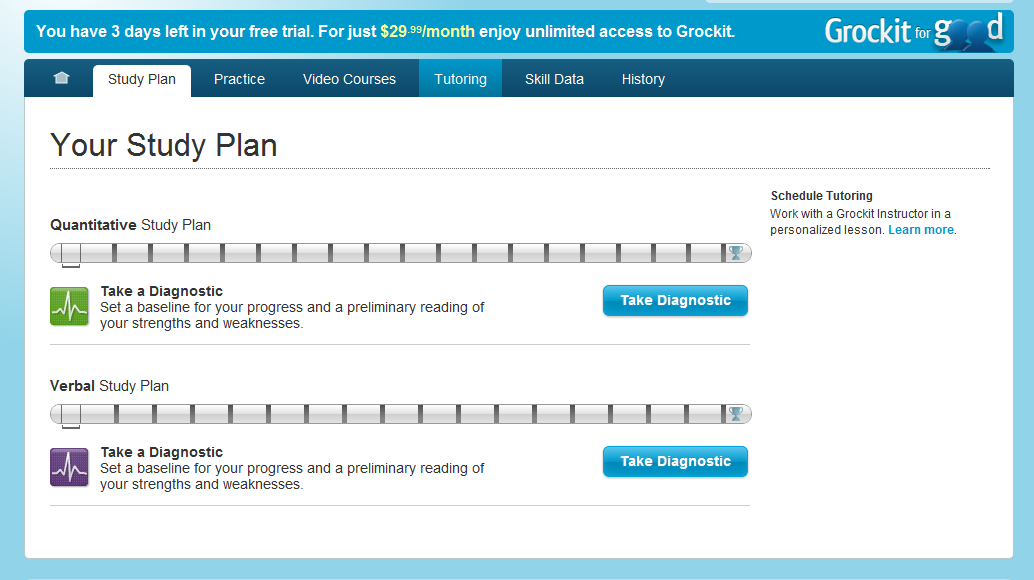 You have 3 days left in your free trial. For just $29.99/month enjoy unlimited access to Grockit.
Grockit for good
Study Plan Practice Video Courses Tutoring Skill Data History
Your Study Plan
Quantitative Study Plan
Take a Diagnostic
Set a baseline for your progress and a preliminary reading of
your strengths and weaknesses.
Take Diagnostic
Verbal Study Plan
Take a Diagnostic
Set a baseline for your progress and a preliminary reading of
your strengths and weaknesses.
Take Diagnostic
Schedule Tutoring
Work with a Grockit Instructor in a
personalized lesson. Learn more.